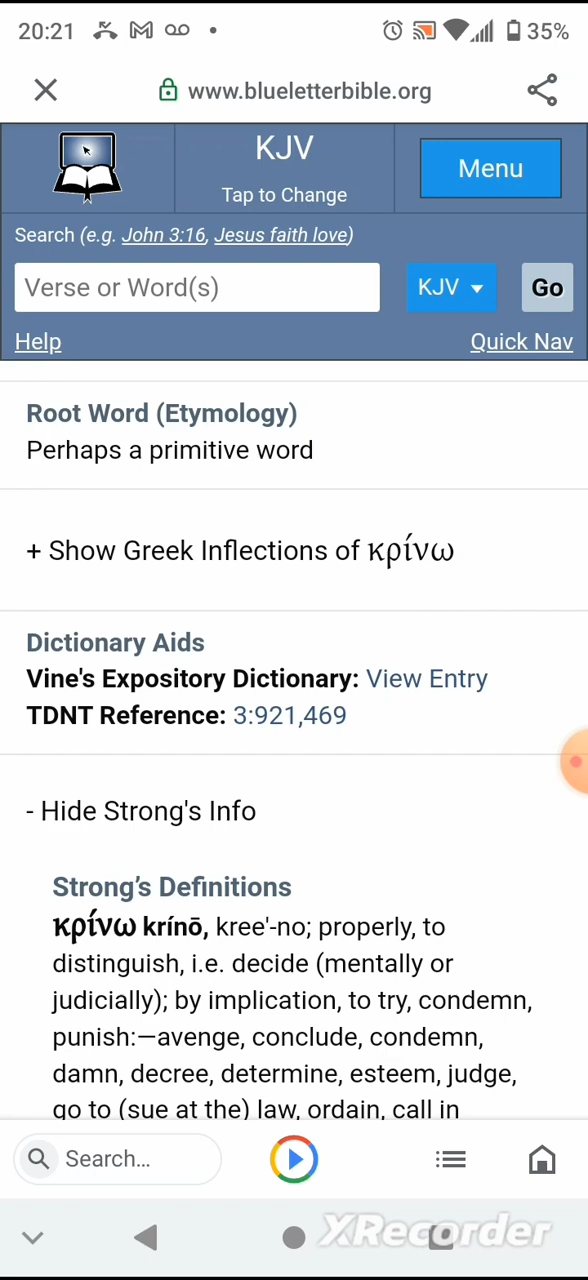 20:21 35%
www.blueletterbible.org
KJV
Tap to Change
Menu
Search (e.g. John 3:16, Jesus faith love)
Verse or Word(s) KJV Go
Help Quick Nav
Root Word (Etymology)
Perhaps a primitive word
+ Show Greek Inflections of κρίνω
Dictionary Aids
Vine's Expository Dictionary: View Entry
TDNT Reference: 3:921,469
- Hide Strong's Info
Strong’s Definitions
κρίνω krínō, kree'-no; properly, to
distinguish, i.e. decide (mentally or
judicially); by implication, to try, condemn,
punish:—avenge, conclude, condemn,
damn, decree, determine, esteem, judge,
go to (sue at the) law, ordain, call in
Search...
XRecorder